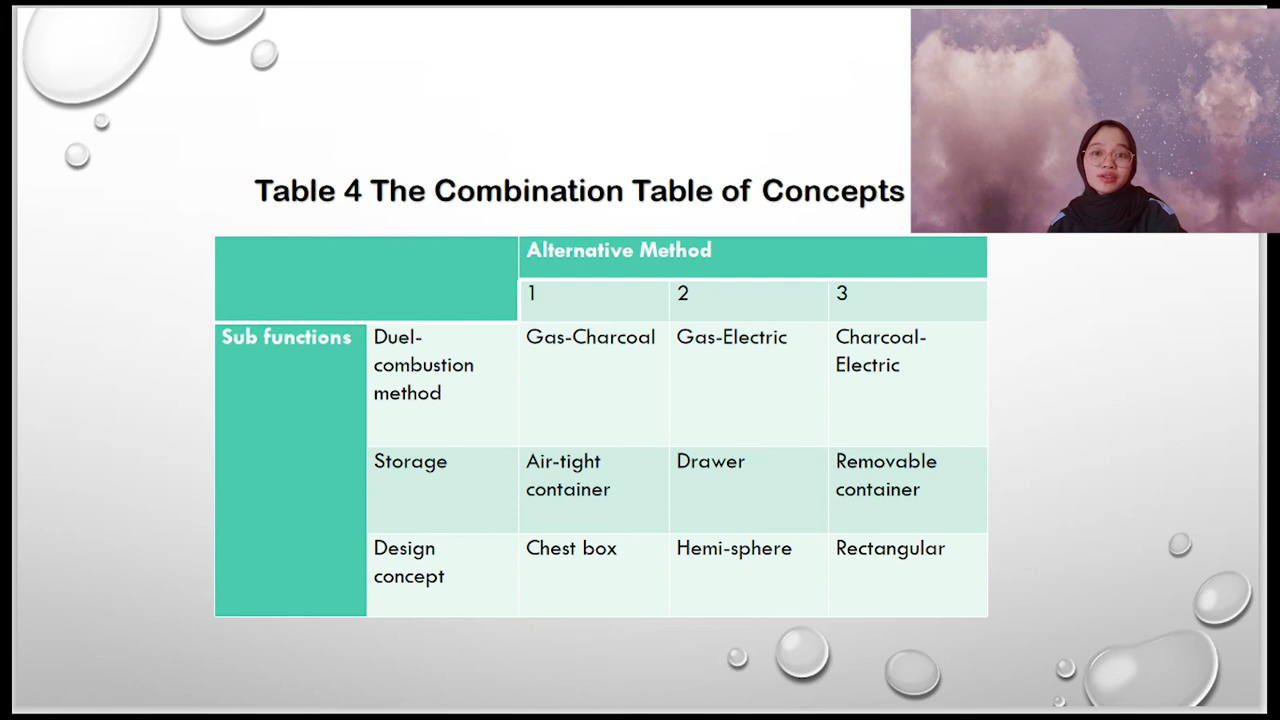 Table 4 The Combination Table of Concepts
Alternative Method
1 2 3
Sub functions Duel- Gas-Charcoal Gas-Electric Charcoal-
combustion Electric
method
Storage Air-tight Drawer Removable
container container
Design Chest box Hemi-sphere Rectangular
concept